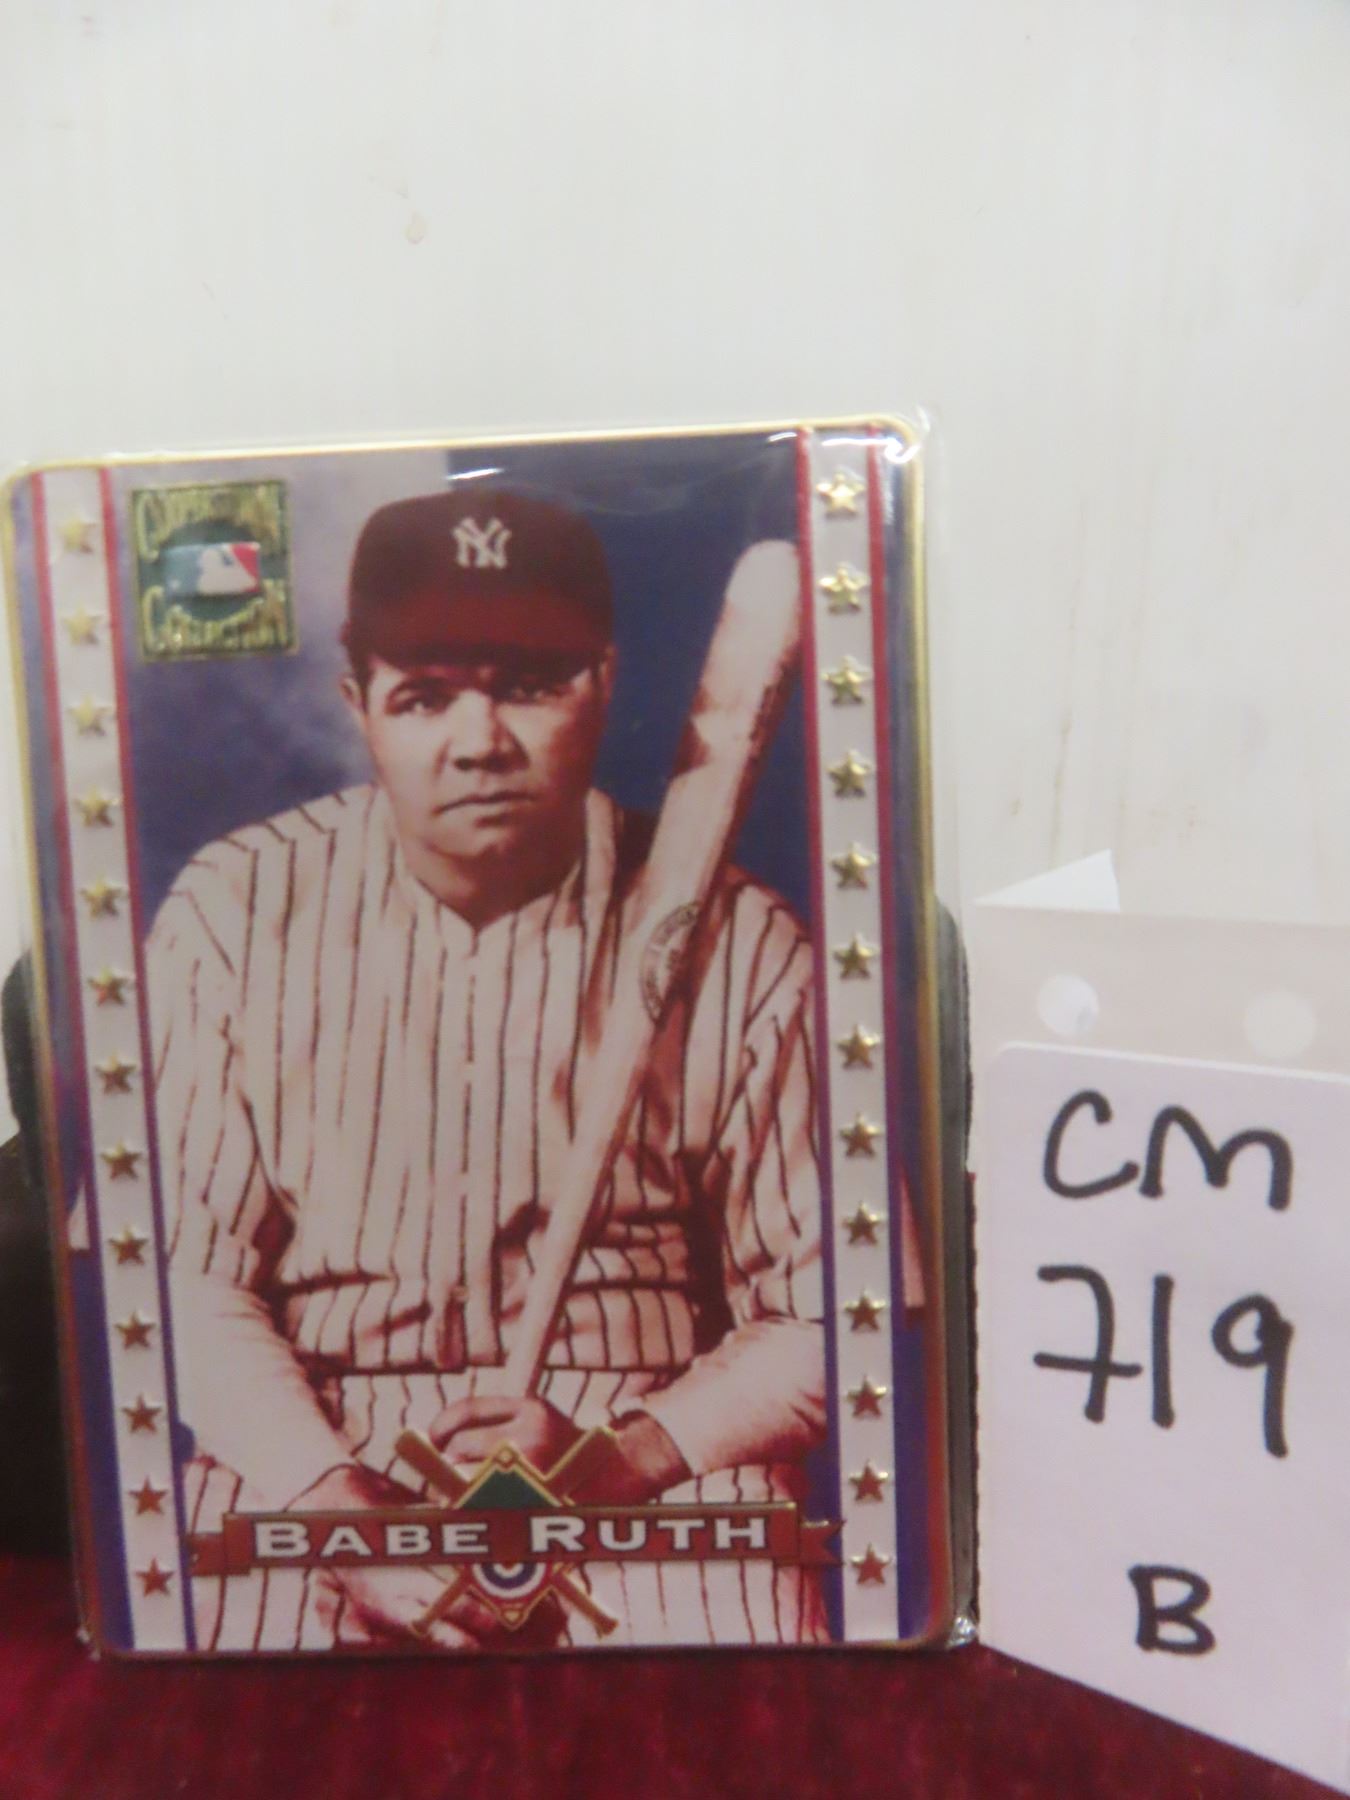 COOPERSTOWN
COLLECTION
NY
BABE RUTH
CM
719
B